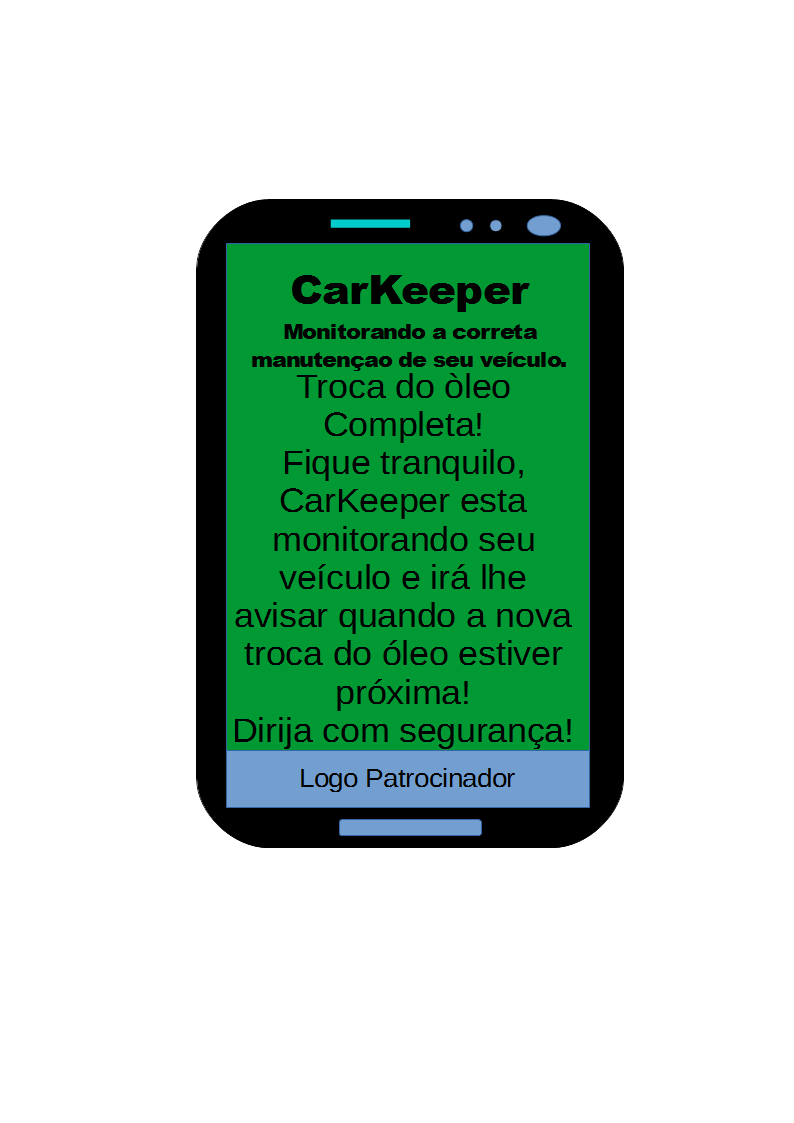 CarKeeper
Monitorando a correta
manutençao de seu veículo.
Troca do òleo
Completa!
Fique tranquilo,
CarKeeper esta
monitorando seu
veículo e irá lhe
avisar quando a nova
troca do óleo estiver
próxima!
Dirija com segurança!
Logo Patrocinador